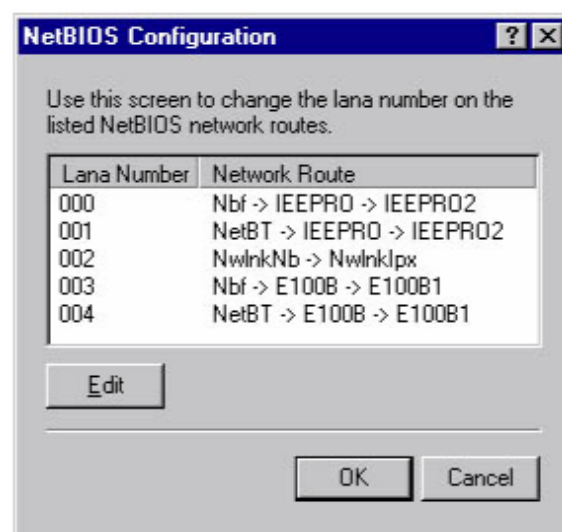 NetBIOS Configuration
Use this screen to change the lana number on the
listed NetBIOS network routes.
Lana Number Network Route
000 Nbf -> IEEPRO -> IEEPRO2
001 NetBT -> IEEPRO -> IEEPRO2
002 NwlnkNb -> NwlnkIpx
003 Nbf -> E100B -> E100B1
004 NetBT -> E100B -> E100B1
Edit
OK Cancel